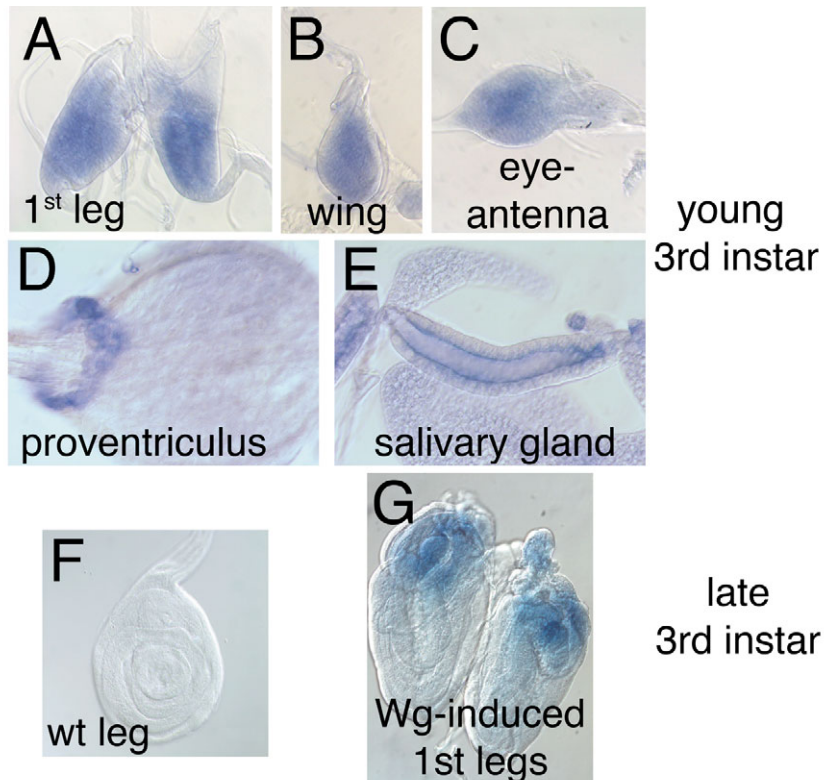 A
B
C
1st leg
wing
eye-
antenna
young
3rd instar
D
E
proventriculus
salivary gland
F
G
wt leg
Wg-induced
1st legs
late
3rd instar